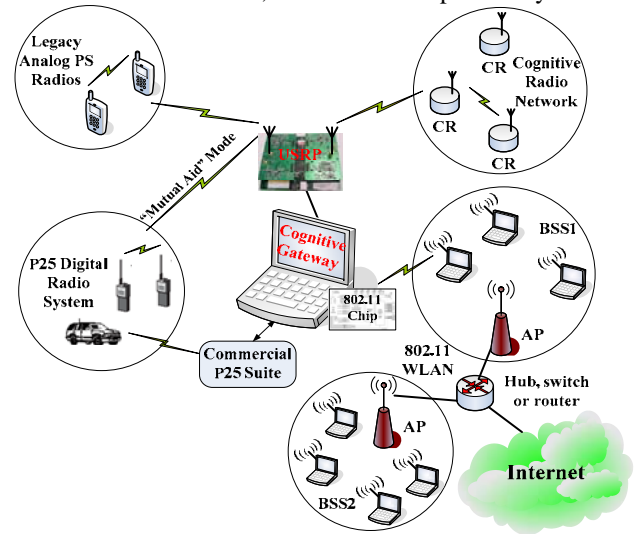 Legacy
Analog PS
Radios
CR
Cognitive
Radio
Network
CR
CR
USRP
"Mutual Aid" Mode
Cognitive
Gateway
BSS1
P25 Digital
Radio
System
802.11
Chip
AP
Commercial
P25 Suite
802.11
WLAN
Hub, switch
or router
AP
Internet
BSS2